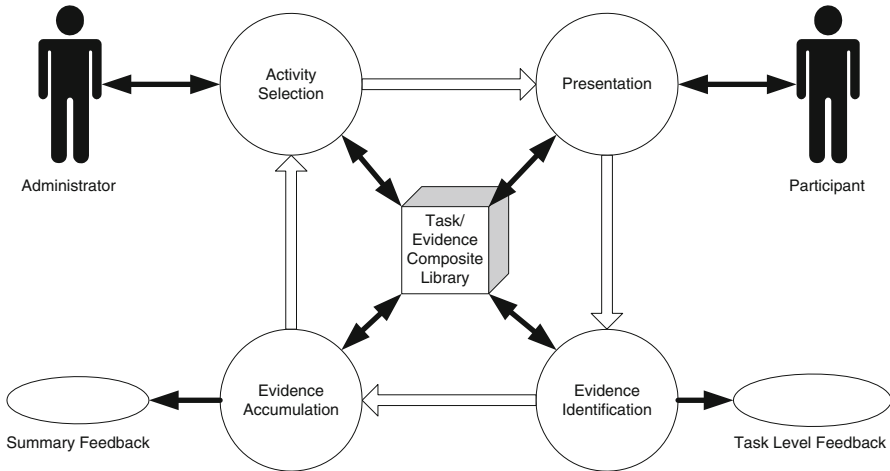 Activity
Selection
Presentation
Administrator
Participant
Task/
Evidence
Composite
Library
Evidence
Accumulation
Evidence
Identification
Summary Feedback
Task Level Feedback